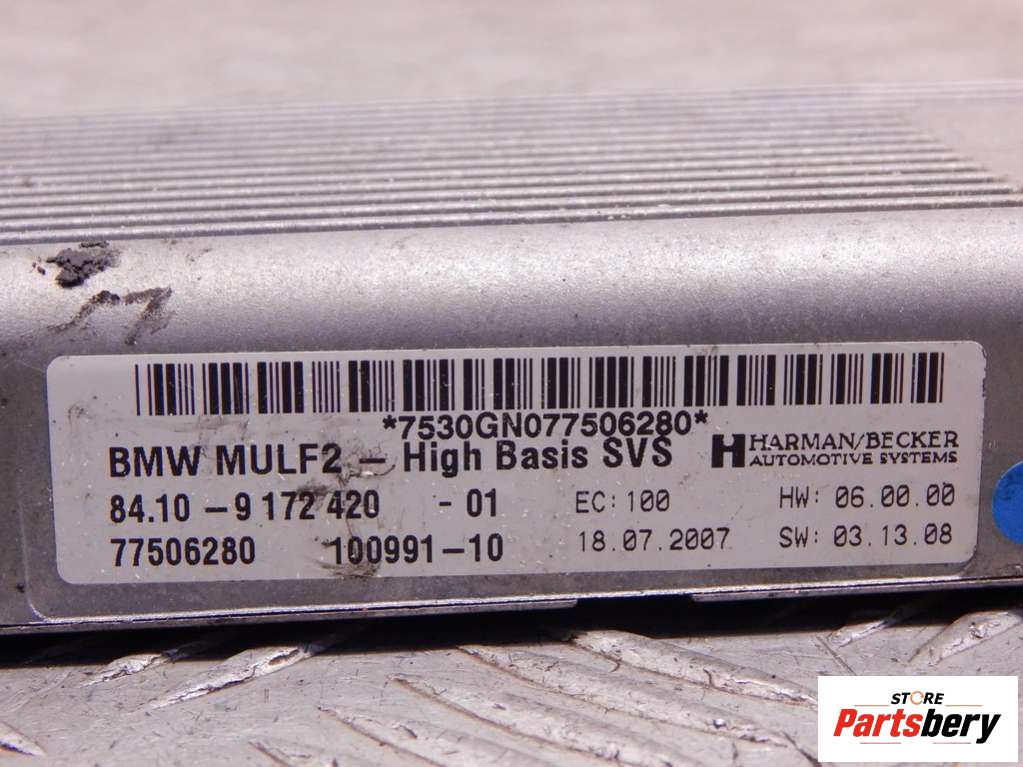 *7530GN077506280*
BMW MULF2 - High Basis SVS
HARMAN/BECKER
AUTOMOTIVE SYSTEMS
84.10 - 9 172 420 - 01 EC: 100 HW: 06.00.00
77506280 100991-10 18.07.2007 SW: 03.13.08
STORE
Partsbery